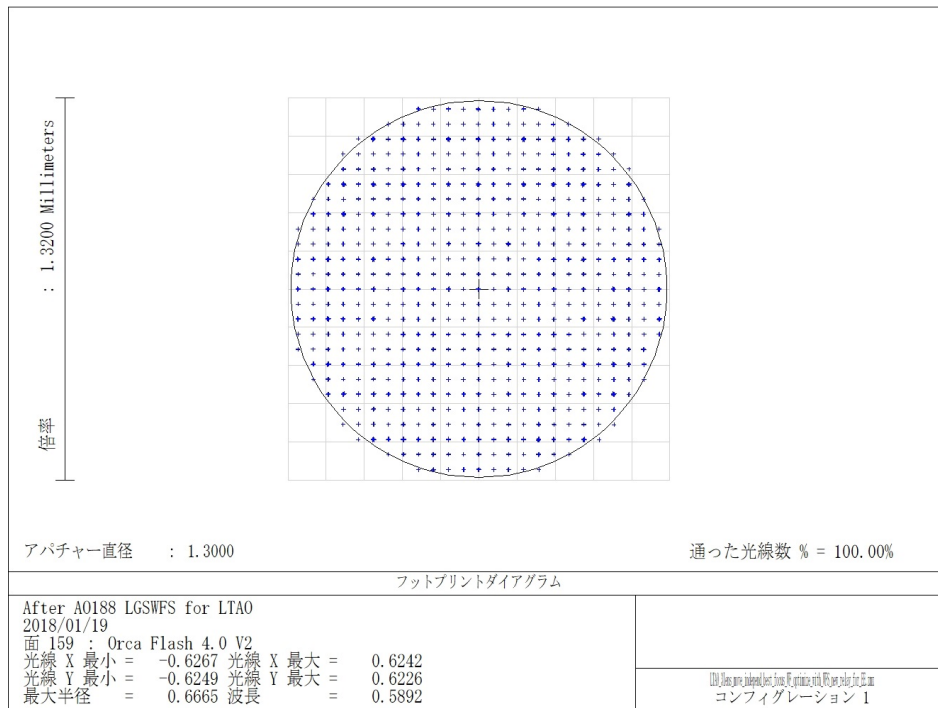 1.3200 Millimeters
:
倍率
アパチャー直径 : 1.3000
通った光線数 % = 100.00%
フットプリントダイアグラム
After AO188 LGSWFS for LTAO
2018/01/19
面 159 : Orca Flash 4.0 V2
光線 X 最小 = -0.6267 光線 X 最大 = 0.6242
光線 Y 最小 = -0.6249 光線 Y 最大 = 0.6226
最大半径 = 0.6665 波長 = 0.5892
コンフィグレーション 1